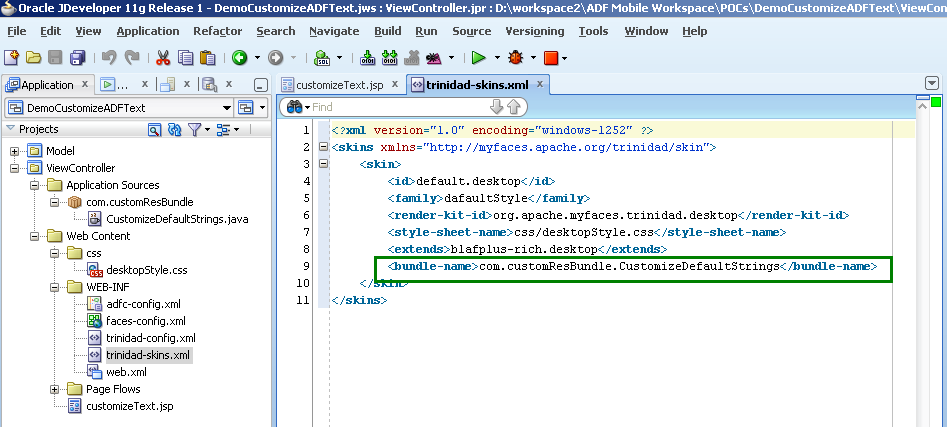 Oracle JDeveloper 11g Release 1 - DemoCustomizeADFText.jws : ViewController.jpr : D:\workspace2\ADF Mobile Workspace\POCs\DemoCustomizeADFText\ViewCon
File Edit View Application Refactor Search Navigate Build Run Source Versioning Tools Window Help
Application x ... x x x
customizeText.jsp x trinidad-skins.xml x
DemoCustomizeADFText
Find
Projects
Model
ViewController
Application Sources
com.customResBundle
CustomizeDefaultStrings.java
Web Content
css
desktopStyle.css
WEB-INF
adfc-config.xml
faces-config.xml
trinidad-config.xml
trinidad-skins.xml
web.xml
Page Flows
customizeText.jsp
1 <?xml version="1.0" encoding="windows-1252" ?>
2 <skins xmlns="http://myfaces.apache.org/trinidad/skin">
3 <skin>
4 <id>default.desktop</id>
5 <family>dafaultStyle</family>
6 <render-kit-id>org.apache.myfaces.trinidad.desktop</render-kit-id>
7 <style-sheet-name>css/desktopStyle.css</style-sheet-name>
8 <extends>blafplus-rich.desktop</extends>
9 <bundle-name>com.customResBundle.CustomizeDefaultStrings</bundle-name>
10 </skin>
11 </skins>